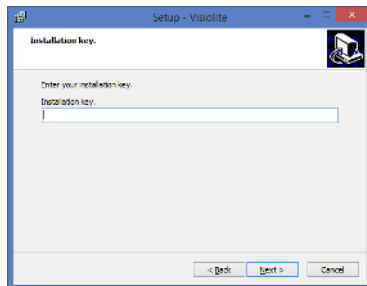 Setup - Visiolite
Installation key.
Enter your installation key.
Installation key.
< Back
Next >
Cancel